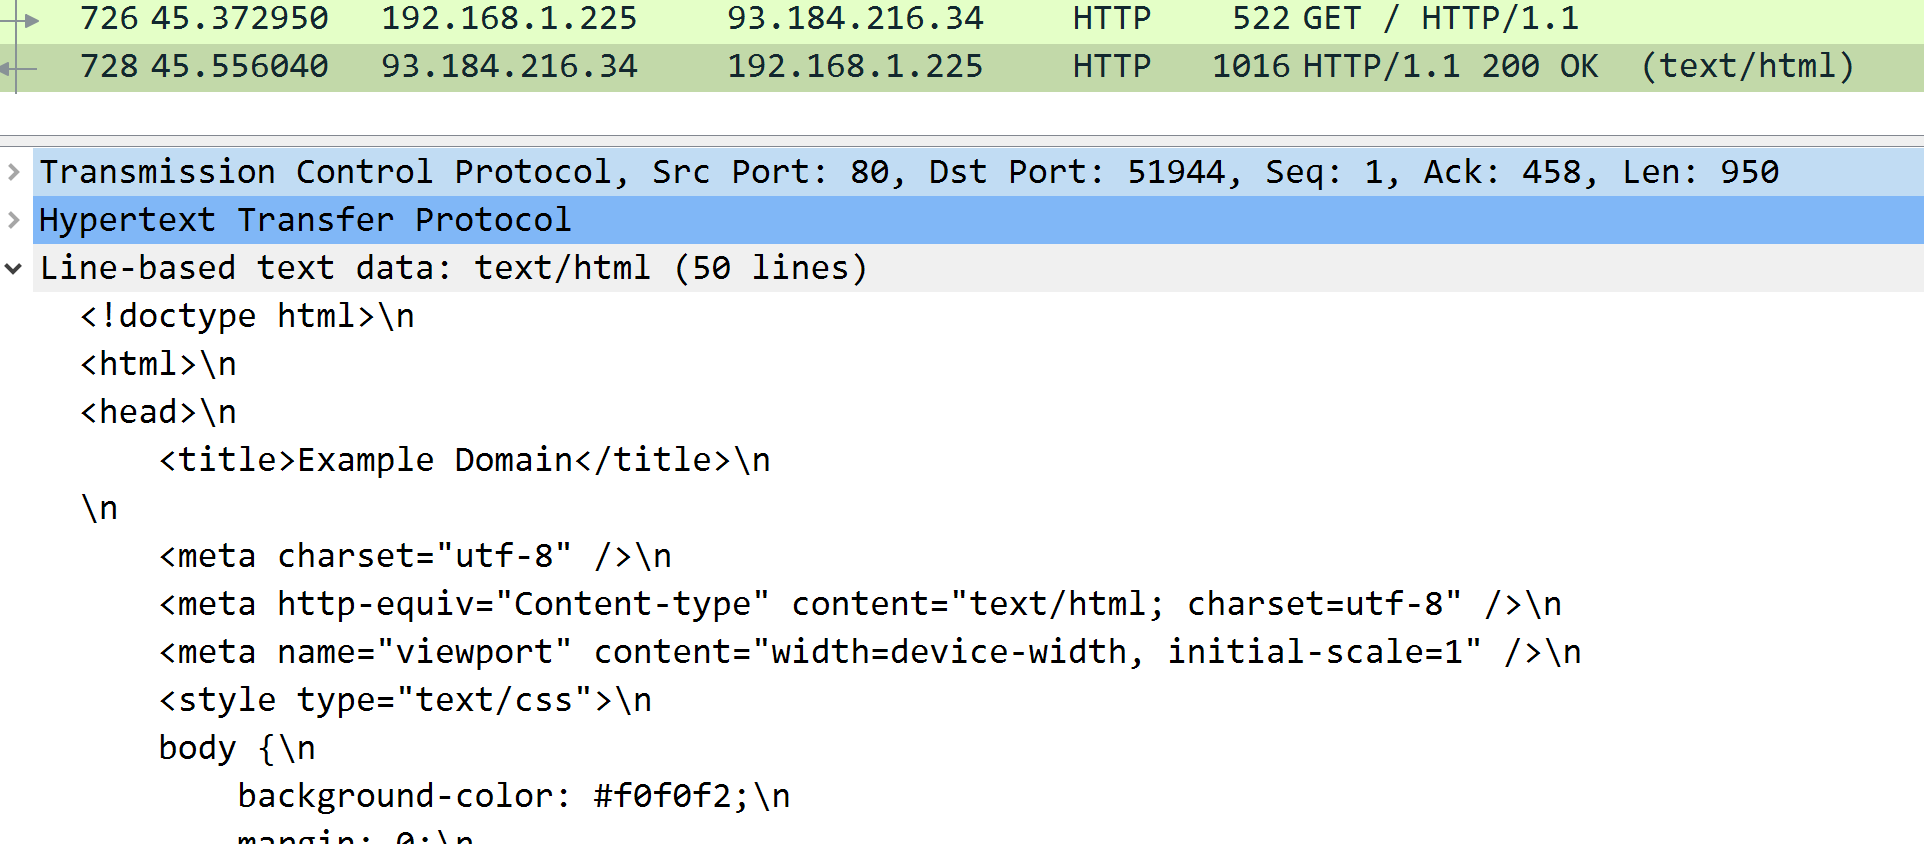 726 45.372950 192.168.1.225 93.184.216.34 HTTP 522 GET / HTTP/1.1
728 45.556040 93.184.216.34 192.168.1.225 HTTP 1016 HTTP/1.1 200 OK (text/html)
Transmission Control Protocol, Src Port: 80, Dst Port: 51944, Seq: 1, Ack: 458, Len: 950
Hypertext Transfer Protocol
Line-based text data: text/html (50 lines)
<!doctype html>\n
<html>\n
<head>\n
<title>Example Domain</title>\n
\n
<meta charset="utf-8" />\n
<meta http-equiv="Content-type" content="text/html; charset=utf-8" />\n
<meta name="viewport" content="width=device-width, initial-scale=1" />\n
<style type="text/css">\n
body {\n
background-color: #f0f0f2;\n
margin: 0;\n